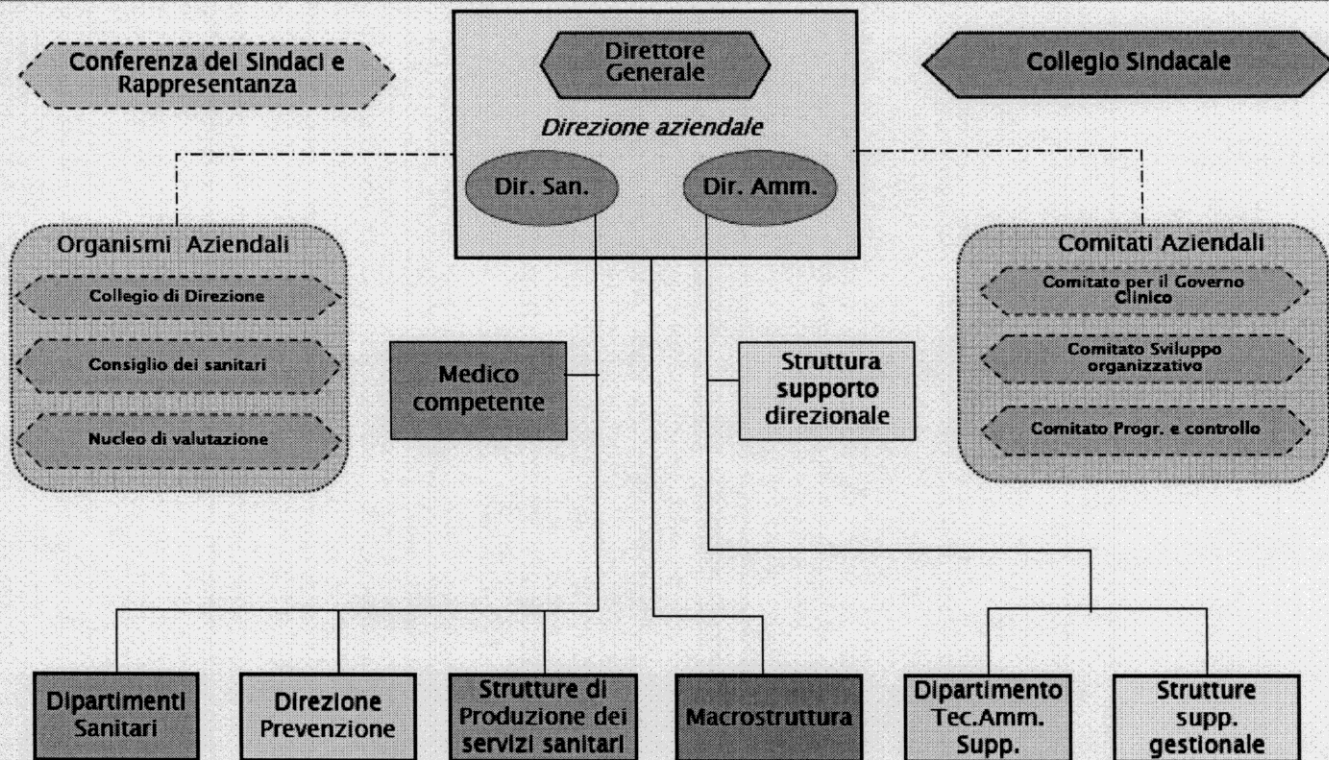 Conferenza dei Sindaci e
Rappresentanza
Direttore
Generale
Collegio Sindacale
Direzione aziendale
Dir. San.
Dir. Amm.
Organismi Aziendali
Collegio di Direzione
Consiglio dei sanitari
Nucleo di valutazione
Comitati Aziendali
Comitato per il Governo
Clinico
Comitato Sviluppo
organizzativo
Comitato Progr. e controllo
Medico
competente
Struttura
supporto
direzionale
Dipartimenti
Sanitari
Direzione
Prevenzione
Strutture di
Produzione dei
servizi sanitari
Macrostruttura
Dipartimento
Tec.Amm.
Supp.
Strutture
supp.
gestionale